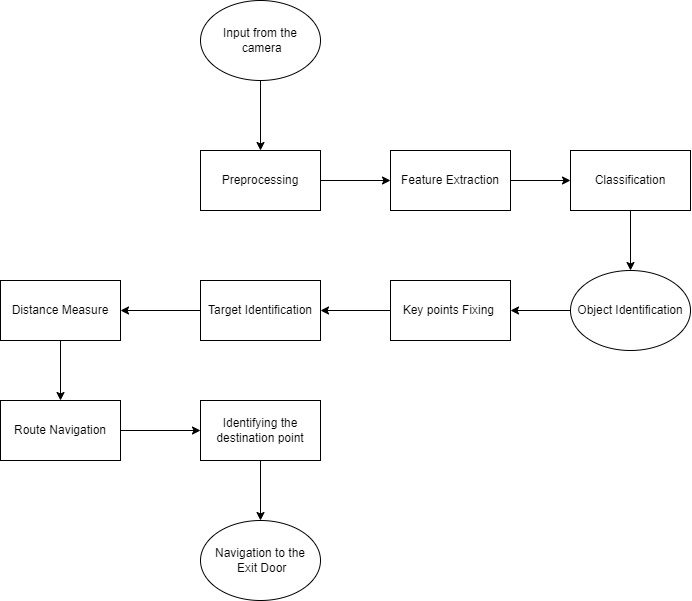 Input from the
camera
Preprocessing
Feature Extraction
Classification
Object Identification
Key points Fixing
Target Identification
Distance Measure
Route Navigation
Identifying the
destination point
Navigation to the
Exit Door